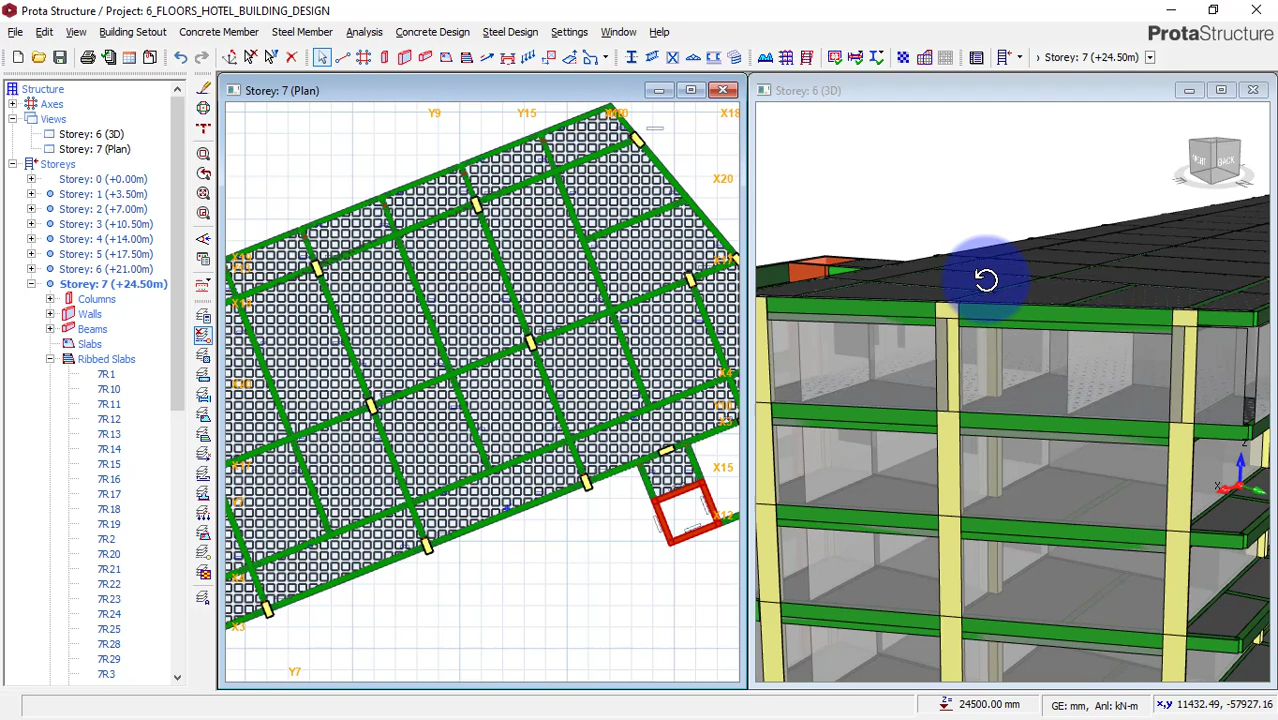 Prota Structure / Project: 6_FLOORS_HOTEL_BUILDING_DESIGN
File Edit View Building Setout Concrete Member Steel Member Analysis Concrete Design Steel Design Settings Window Help
ProtaStructure
Storey: 7 (+24.50m)
Structure
Axes
Views
Storey: 6 (3D)
Storey: 7 (Plan)
Storeys
Storey: 0 (+0.00m)
Storey: 1 (+3.50m)
Storey: 2 (+7.00m)
Storey: 3 (+10.50m)
Storey: 4 (+14.00m)
Storey: 5 (+17.50m)
Storey: 6 (+21.00m)
Storey: 7 (+24.50m)
Columns
Walls
Beams
Slabs
Ribbed Slabs
7R1
7R10
7R11
7R12
7R13
7R14
7R15
7R16
7R17
7R18
7R19
7R2
7R20
7R21
7R22
7R23
7R24
7R25
7R28
7R29
7R3
Storey: 7 (Plan)
Y9 Y15 X18
X20
X4
X15
X12
X3
Y7
Storey: 6 (3D)
BACK
X
Z
24500.00 mm
GE: mm, Anl: kN-m
x,y 11432.49, -57927.16